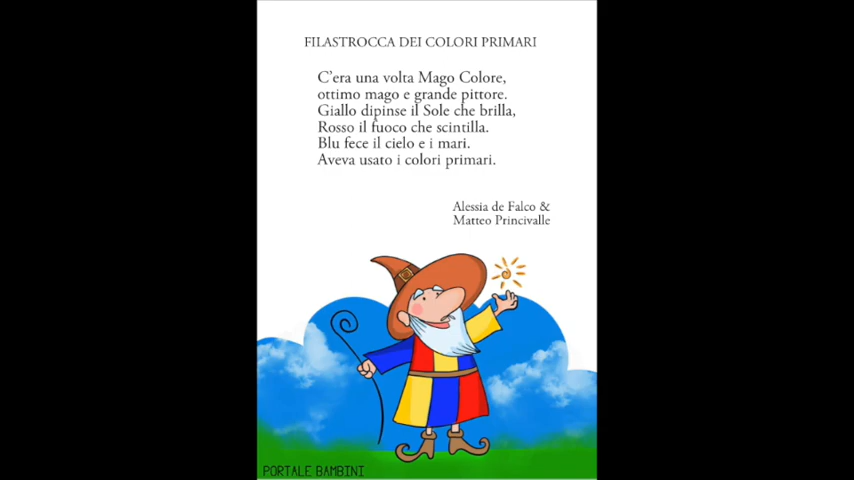 FILASTROCCA DEI COLORI PRIMARI
C'era una volta Mago Colore,
ottimo mago e grande pittore.
Giallo dipinse il Sole che brilla,
Rosso il fuoco che scintilla.
Blu fece il cielo e i mari.
Aveva usato i colori primari.
Alessia de Falco &
Matteo Princivalle
PORTALE BAMBINI